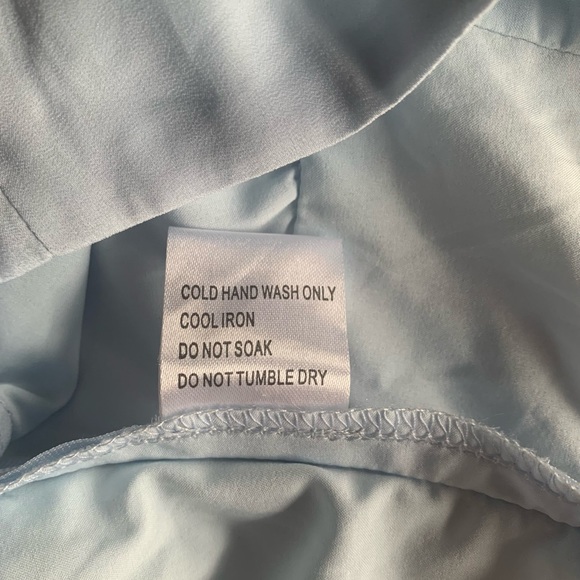 COLD HAND WASH ONLY
COOL IRON
DO NOT SOAK
DO NOT TUMBLE DRY